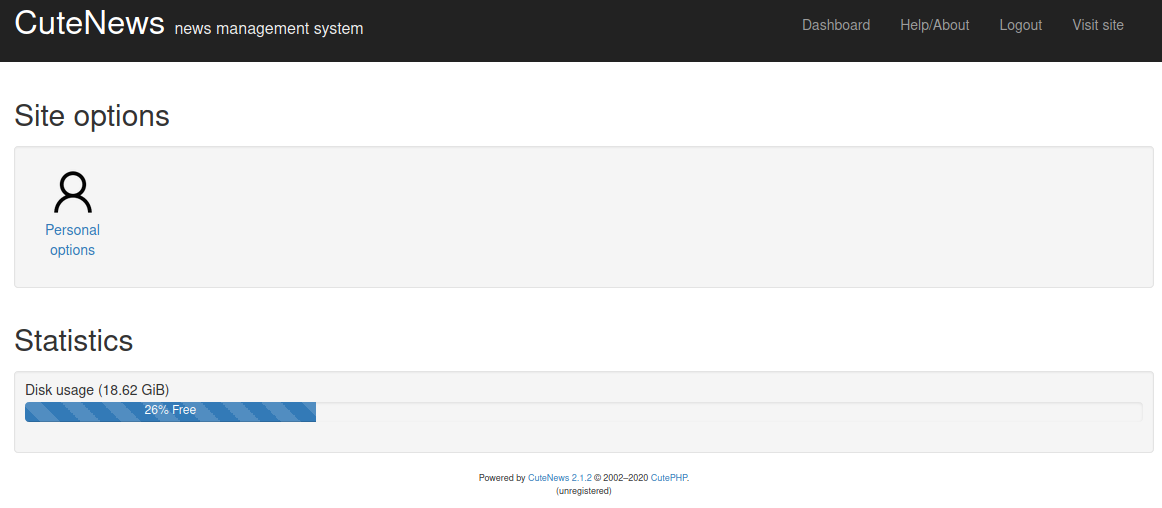 CuteNews news management system
Dashboard Help/About Logout Visit site
Site options
Personal
options
Statistics
Disk usage (18.62 GiB)
26% Free
Powered by CuteNews 2.1.2 © 2002–2020 CutePHP.
(unregistered)